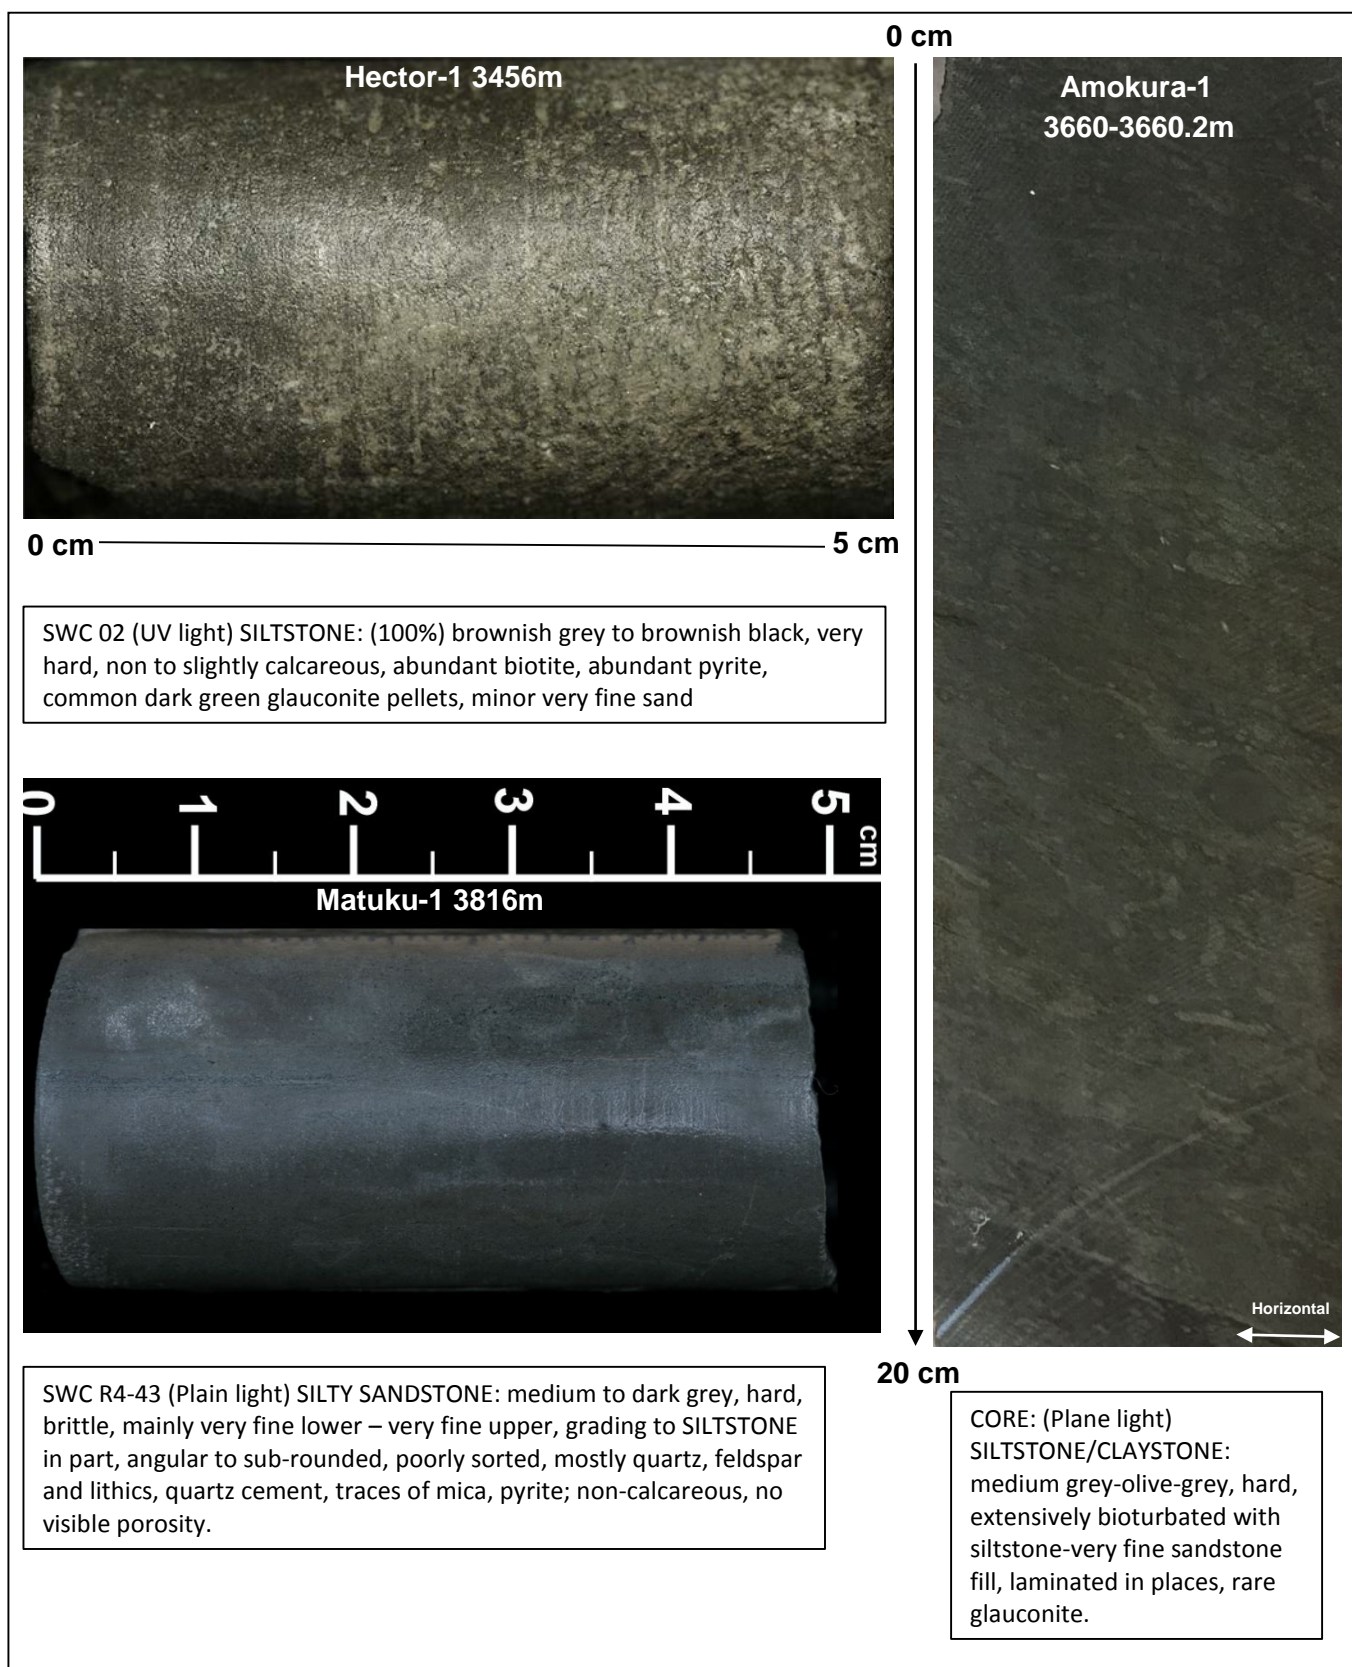 Hector-1 3456m
0 cm
5 cm
SWC 02 (UV light) SILTSTONE: (100%) brownish grey to brownish black, very
hard, non to slightly calcareous, abundant biotite, abundant pyrite,
common dark green glauconite pellets, minor very fine sand
0 1 2 3 4 5 cm
Matuku-1 3816m
SWC R4-43 (Plain light) SILTY SANDSTONE: medium to dark grey, hard,
brittle, mainly very fine lower – very fine upper, grading to SILTSTONE
in part, angular to sub-rounded, poorly sorted, mostly quartz, feldspar
and lithics, quartz cement, traces of mica, pyrite; non-calcareous, no
visible porosity.
0 cm
Amokura-1
3660-3660.2m
Horizontal
20 cm
CORE: (Plane light)
SILTSTONE/CLAYSTONE:
medium grey-olive-grey, hard,
extensively bioturbated with
siltstone-very fine sandstone
fill, laminated in places, rare
glauconite.